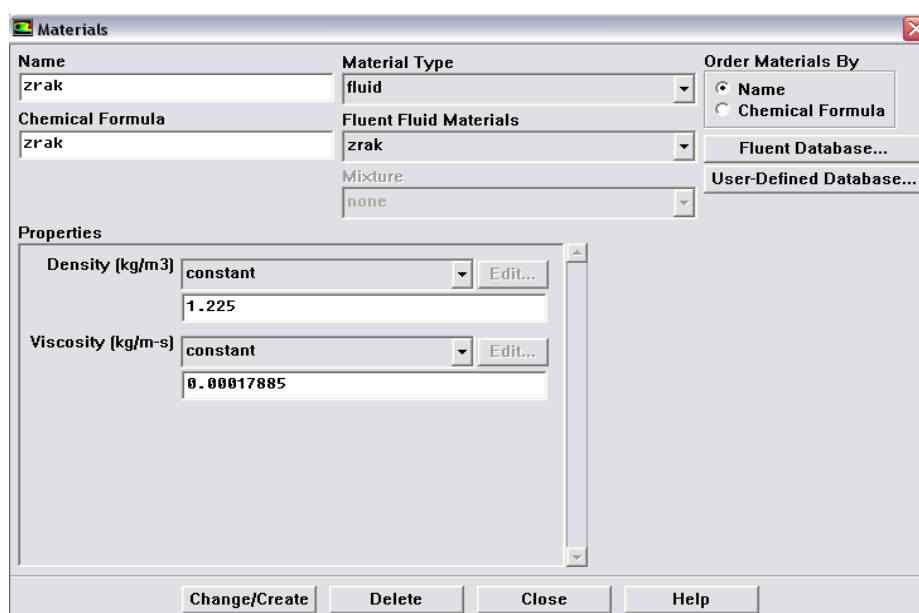 Materials
Name
zrak
Chemical Formula
zrak
Material Type
fluid
Fluent Fluid Materials
zrak
Mixture
none
Order Materials By
Name
Chemical Formula
Fluent Database...
User-Defined Database...
Properties
Density (kg/m3)
constant
Edit...
1.225
Viscosity (kg/m-s)
constant
Edit...
0.00017885
Change/Create
Delete
Close
Help